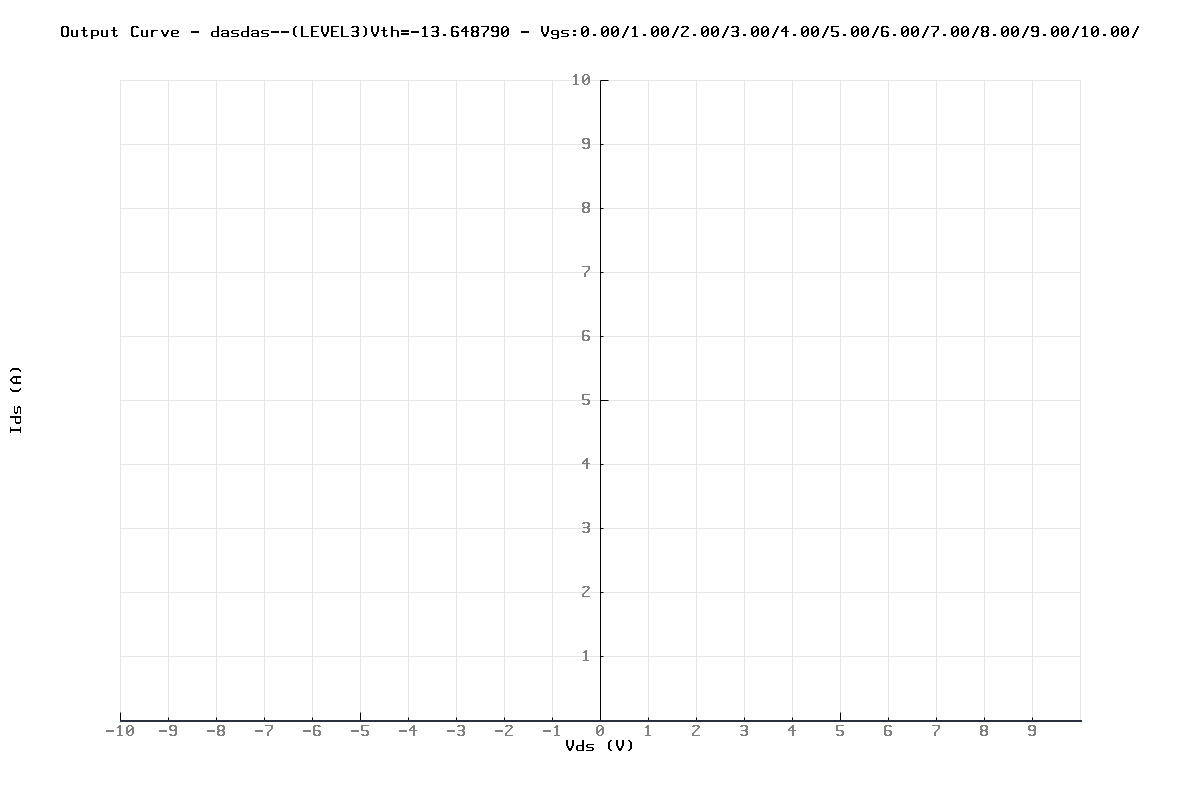 Output Curve - dasdas--(LEVEL3)Vth=-13.648790 - Vgs:0.00/1.00/2.00/3.00/4.00/5.00/6.00/7.00/8.00/9.00/10.00/
10
9
8
7
6
5
4
3
2
1
Ids (A)
-10 -9 -8 -7 -6 -5 -4 -3 -2 -1 0 1 2 3 4 5 6 7 8 9
Vds (V)